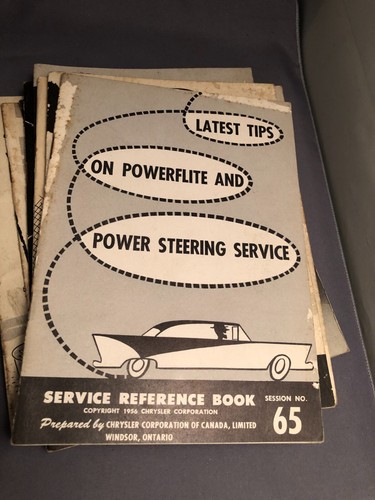 LATEST TIPS
ON POWERFLITE AND
POWER STEERING SERVICE
SERVICE REFERENCE BOOK
COPYRIGHT 1956 CHRYSLER CORPORATION
Prepared by CHRYSLER CORPORATION OF CANADA, LIMITED
WINDSOR, ONTARIO
SESSION NO.
65